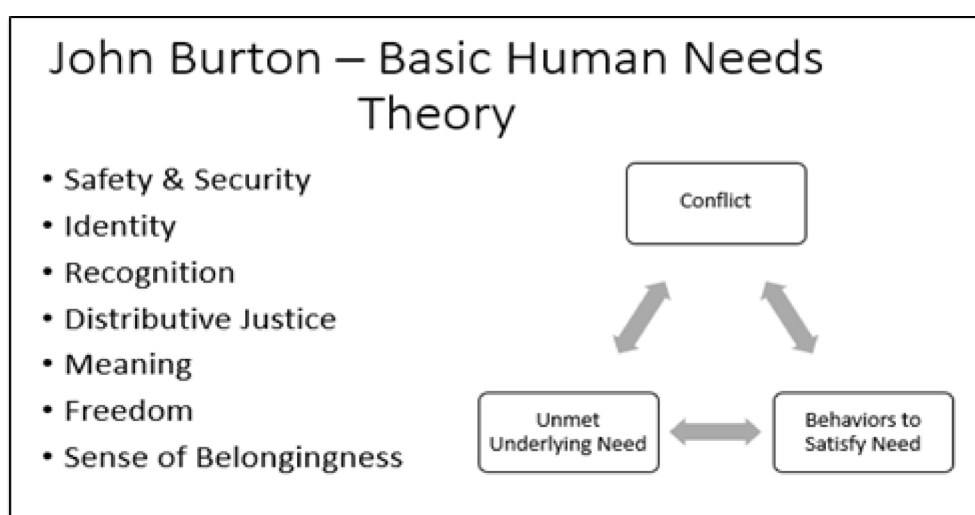 John Burton – Basic Human Needs
Theory
• Safety & Security
• Identity
• Recognition
• Distributive Justice
• Meaning
• Freedom
• Sense of Belongingness
Conflict
Unmet
Underlying Need
Behaviors to
Satisfy Need